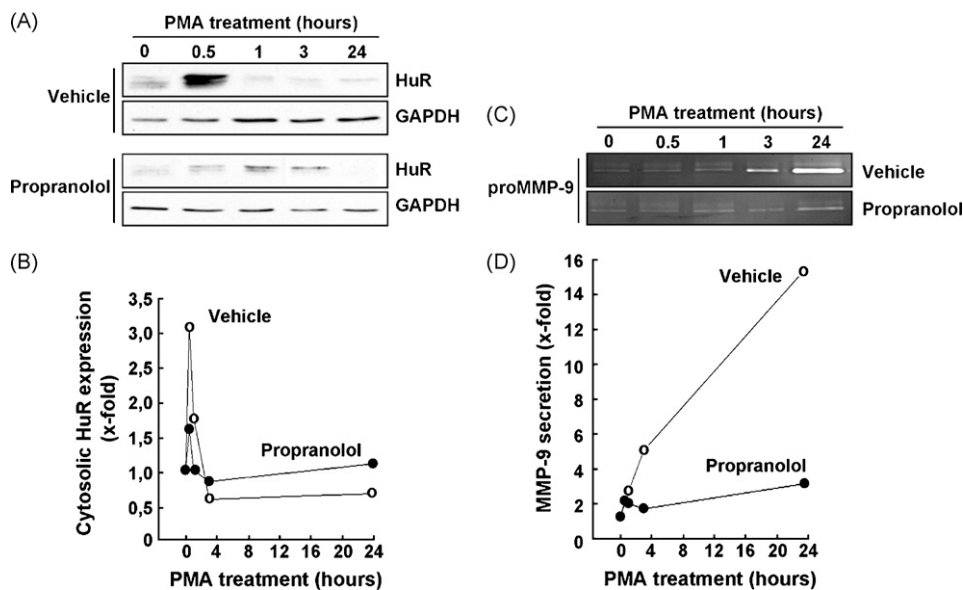 (A)
PMA treatment (hours)
0 0.5 1 3 24
Vehicle
HuR
GAPDH
Propranolol
HuR
GAPDH
(C)
PMA treatment (hours)
0 0.5 1 3 24
proMMP-9
Vehicle
Propranolol
(B)
Cytosolic HuR expression
(x-fold)
3,5
3,0
2,5
2,0
1,5
1,0
0,5
0
Vehicle
Propranolol
0 4 8 12 16 20 24
PMA treatment (hours)
(D)
MMP-9 secretion (x-fold)
16
14
12
10
8
6
4
2
0
Vehicle
Propranolol
0 4 8 12 16 20 24
PMA treatment (hours)